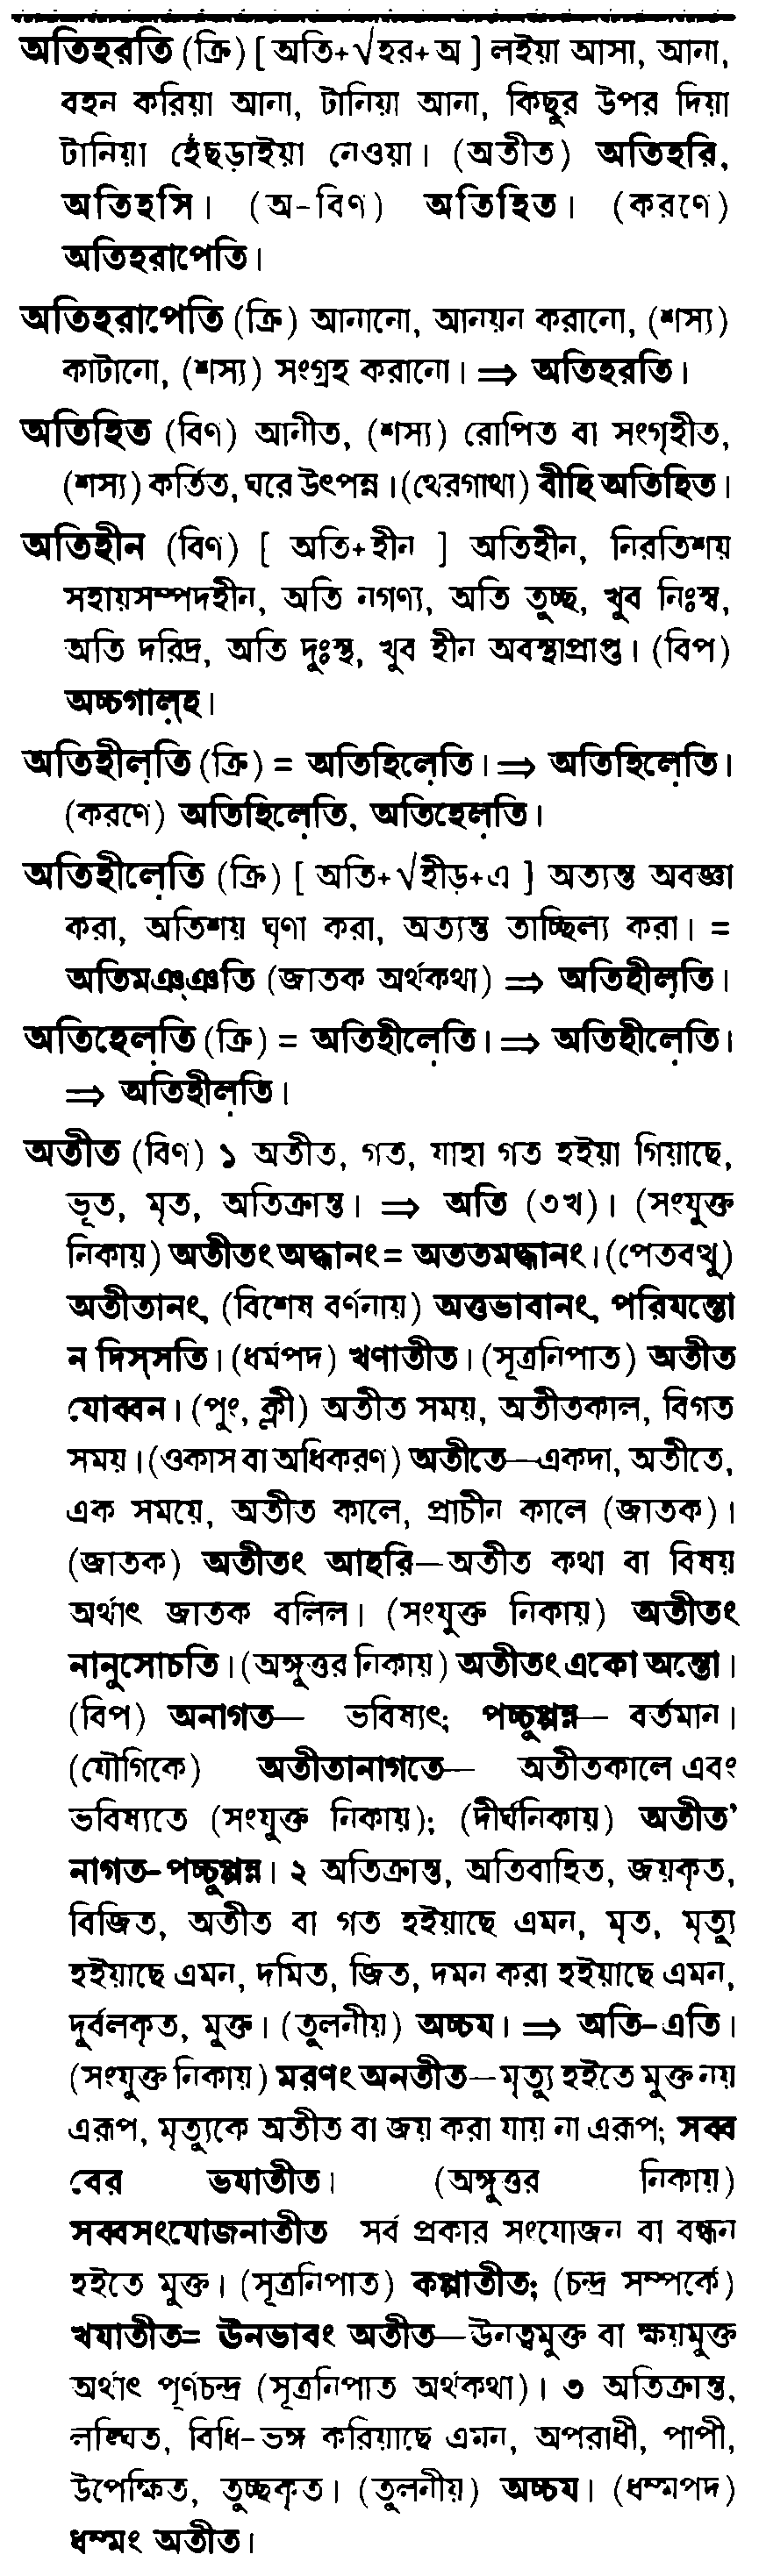 অতিহরতি (ক্রি) [ অতি+√হর+অ ] লইয়া আসা, আনা,
বহন করিয়া আনা, টানিয়া আনা, কিছুর উপর দিয়া
টানিয়া হেঁছড়াইয়া নেওয়া। (অতীত) অতিহরি,
অতিহসি। (অ-বিণ) অতিহিত। (করণে)
অতিহরাপেতি।
অতিহরাপেতি (ক্রি) আনানো, আনয়ন করানো, (শস্য)
কাটানো, (শস্য) সংগ্রহ করানো। ⇒ অতিহরতি।
অতিহিত (বিণ) আনীত, (শস্য) রোপিত বা সংগৃহীত,
(শস্য) কর্তিত, ঘরে উৎপন্ন। (থেরগাথা) বীহি অতিহিত।
অতিহীন (বিণ) [ অতি+হীন ] অতিহীন, নিরতিশয়
সহায়সম্পদহীন, অতি নগণ্য, অতি তুচ্ছ, খুব নিঃস্ব,
অতি দরিদ্র, অতি দুঃস্থ, খুব হীন অবস্থাপ্রাপ্ত। (বিপ)
অচ্চগাল়্হ।
অতিহীল়তি (ক্রি) = অতিহিল়েতি। ⇒ অতিহিল়েতি।
(করণে) অতিহিল়েতি, অতিহেল়তি।
অতিহীল়েতি (ক্রি) [ অতি+√হীড়+এ ] অত্যন্ত অবজ্ঞা
করা, অতিশয় ঘৃণা করা, অত্যন্ত তাচ্ছিল্য করা। =
অতিমঞ্ঞতি (জাতক অর্থকথা) ⇒ অতিহীল়তি।
অতিহেল়তি (ক্রি) = অতিহীল়েতি। ⇒ অতিহীল়েতি।
⇒ অতিহীল়তি।
অতীত (বিণ) ১ অতীত, গত, যাহা গত হইয়া গিয়াছে,
ভূত, মৃত, অতিক্রান্ত। ⇒ অতি (৩খ)। (সংযুক্ত
নিকায়) অতীতং অদ্ধানং = অততমদ্ধানং। (পেতবত্থু)
অতীতানং, (বিশেষ বর্ণনায়) অত্তভাবানং, পরিযন্তো
ন দিস্সতি। (ধর্মপদ) খণাতীত। (সূত্রনিপাত) অতীত
যোব্বন। (পুং, ক্লী) অতীত সময়, অতীতকাল, বিগত
সময়। (ওকাস বা অধিকরণ) অতীতে—একদা, অতীতে,
এক সময়ে, অতীত কালে, প্রাচীন কালে (জাতক)।
(জাতক) অতীতং আহরি—অতীত কথা বা বিষয়
অর্থাৎ জাতক বলিল। (সংযুক্ত নিকায়) অতীতং
নানুসোচতি। (অঙ্গুত্তর নিকায়) অতীতং একো অন্তো।
(বিপ) অনাগত— ভবিষ্যৎ; পচ্চুপ্পন্ন— বর্তমান।
(যৌগিকে) অতীতানাগতে— অতীতকালে এবং
ভবিষ্যতে (সংযুক্ত নিকায়); (দীর্ঘনিকায়) অতীত’
নাগত-পচ্চুপ্পন্ন। ২ অতিক্রান্ত, অতিবাহিত, জয়কৃত,
বিজিত, অতীত বা গত হইয়াছে এমন, মৃত, মৃত্যু
হইয়াছে এমন, দমিত, জিত, দমন করা হইয়াছে এমন,
দুর্বলকৃত, মুক্ত। (তুলনীয়) অচ্চয। ⇒ অতি-এতি।
(সংযুক্ত নিকায়) মরণং অনতীত—মৃত্যু হইতে মুক্ত নয়
এরূপ, মৃত্যুকে অতীত বা জয় করা যায় না এরূপ; সব্ব
বের ভযাতীত। (অঙ্গুত্তর নিকায়)
সব্বসংযোজনাতীত সর্ব প্রকার সংযোজন বা বন্ধন
হইতে মুক্ত। (সূত্রনিপাত) কপ্পাতীত; (চন্দ্র সম্পর্কে)
খযাতীত= ঊনভাবং অতীত—ঊনত্বমুক্ত বা ক্ষয়মুক্ত
অর্থাৎ পূর্ণচন্দ্র (সূত্রনিপাত অর্থকথা)। ৩ অতিক্রান্ত,
লঙ্ঘিত, বিধি-ভঙ্গ করিয়াছে এমন, অপরাধী, পাপী,
উপেক্ষিত, তুচ্ছকৃত। (তুলনীয়) অচ্চয। (ধম্মপদ)
ধম্মং অতীত।